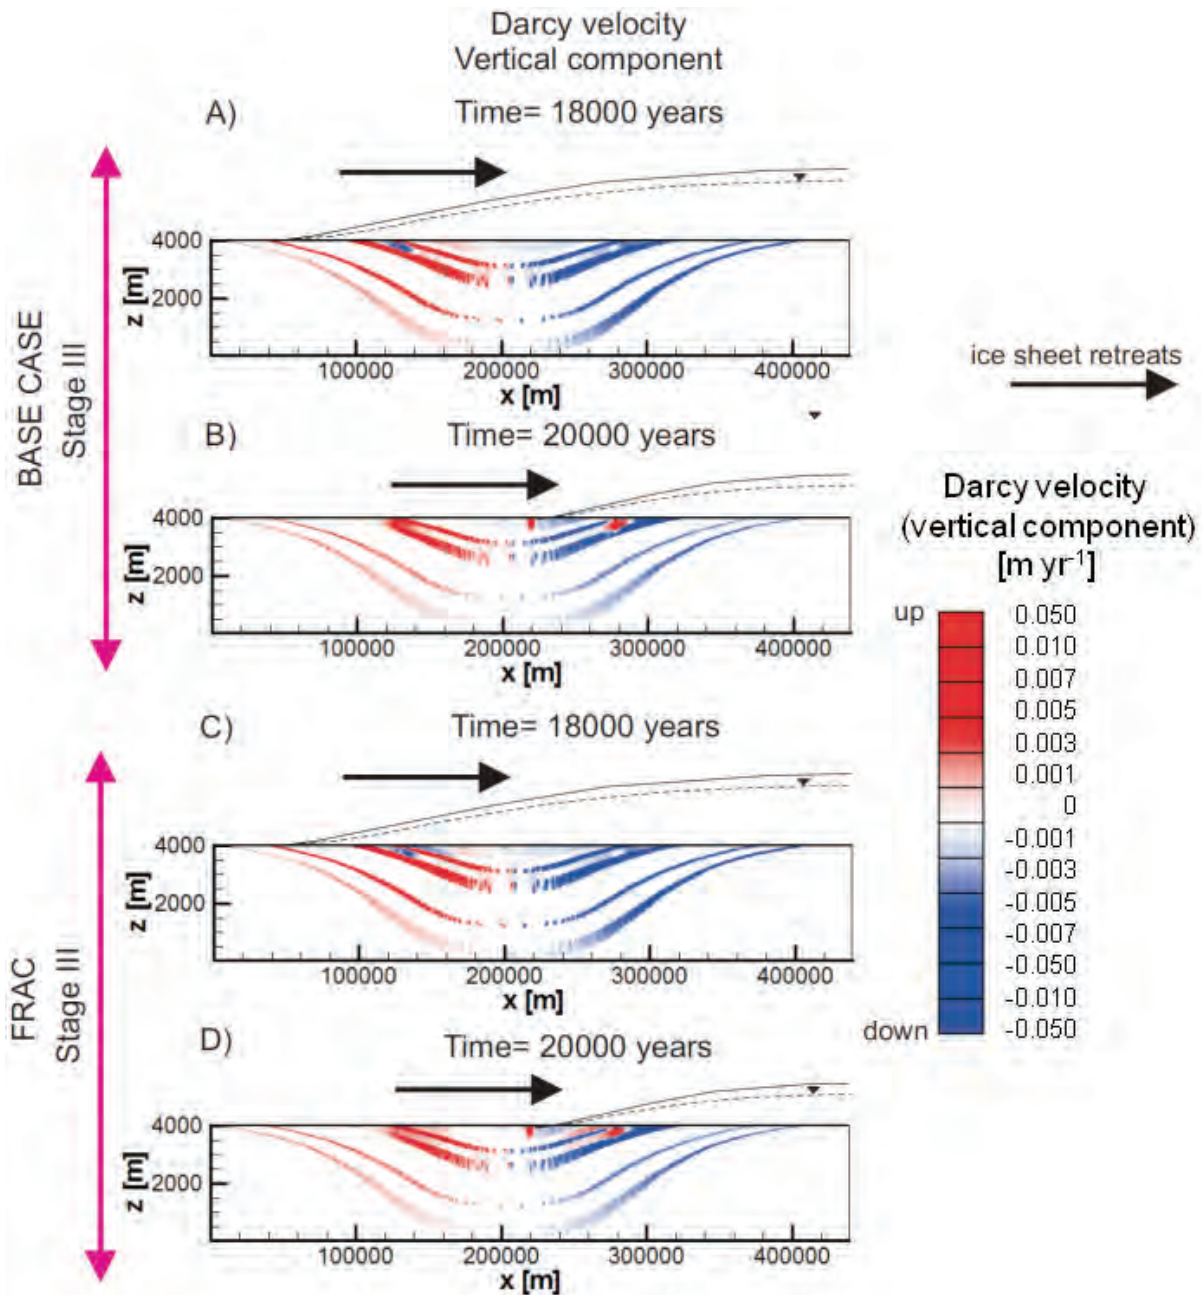 Darcy velocity
Vertical component
A)
Time= 18000 years
4000
2000
z [m]
100000 200000 300000 400000
x [m]
BASE CASE
Stage III
B)
Time= 20000 years
4000
2000
z [m]
100000 200000 300000 400000
x [m]
C)
Time= 18000 years
4000
2000
z [m]
100000 200000 300000 400000
x [m]
FRAC
Stage III
D)
Time= 20000 years
4000
2000
z [m]
100000 200000 300000 400000
x [m]
ice sheet retreats
Darcy velocity
(vertical component)
[m yr-1]
up
0.050
0.010
0.007
0.005
0.003
0.001
0
-0.001
-0.003
-0.005
-0.007
-0.050
-0.010
-0.050
down